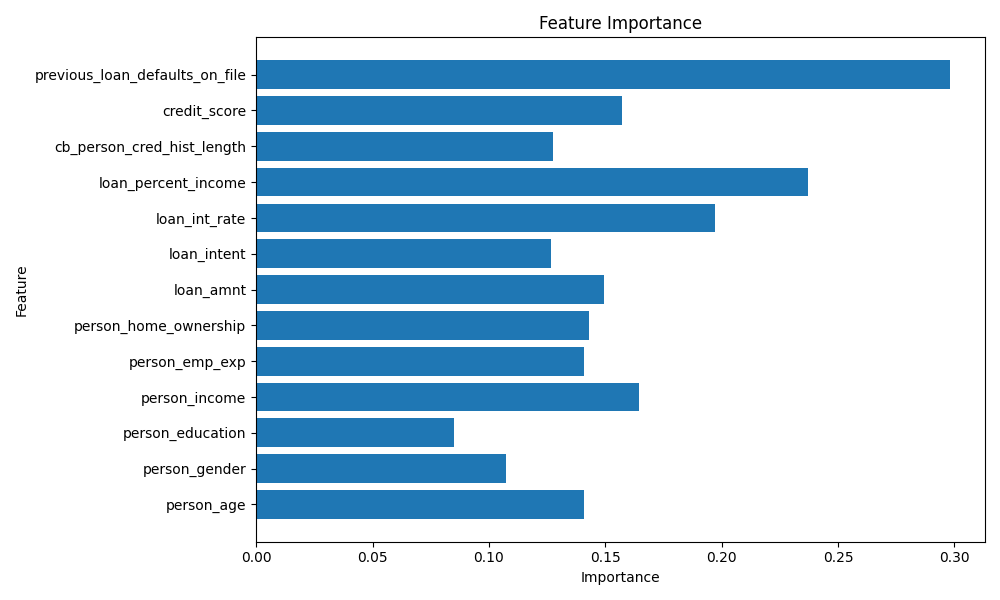 Feature Importance
previous_loan_defaults_on_file
credit_score
cb_person_cred_hist_length
loan_percent_income
loan_int_rate
loan_intent
loan_amnt
person_home_ownership
person_emp_exp
person_income
person_education
person_gender
person_age
Feature
0.00 0.05 0.10 0.15 0.20 0.25 0.30
Importance